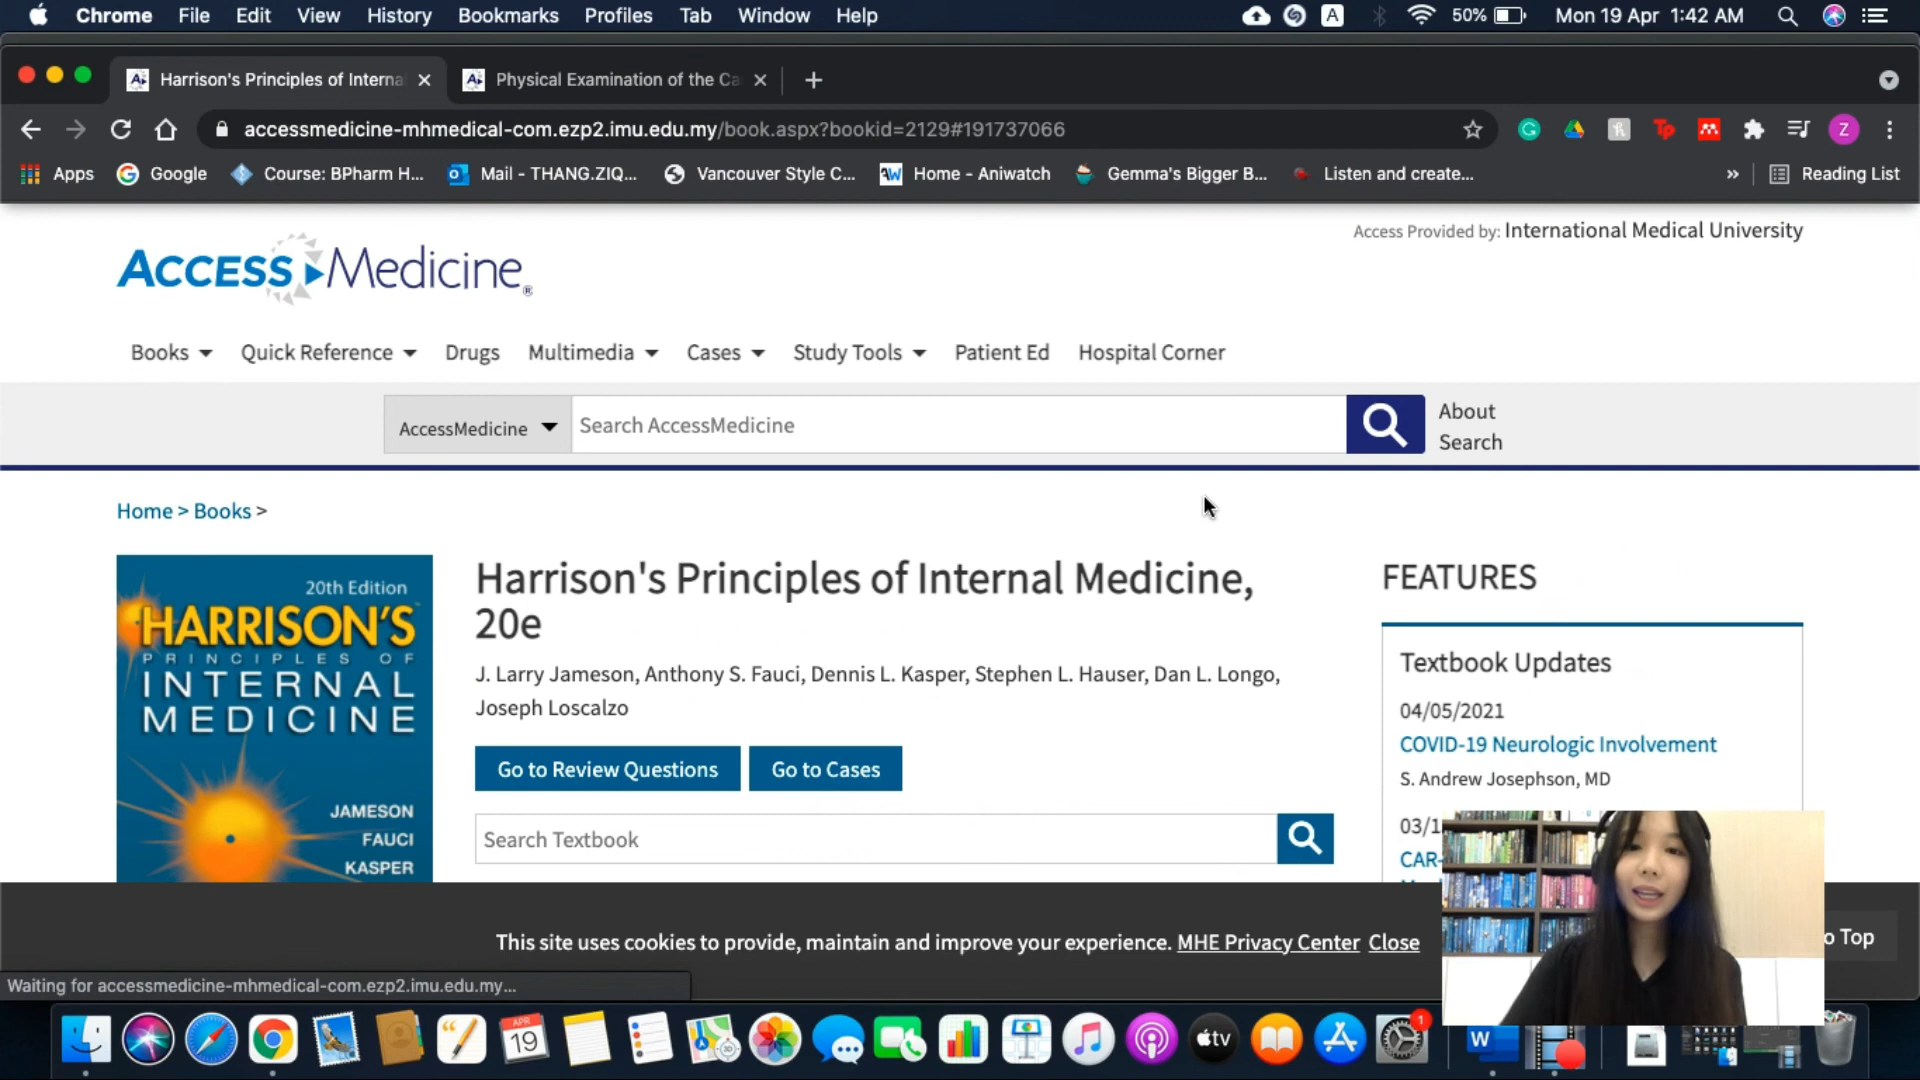 Chrome File Edit View History Bookmarks Profiles Tab Window Help
A 50% Mon 19 Apr 1:42 AM
Harrison's Principles of Interna
Physical Examination of the Ca
accessmedicine-mhmedical-com.ezp2.imu.edu.my/book.aspx?bookid=2129#191737066
Apps Google Course: BPharm H... Mail - THANG.ZIQ... Vancouver Style C... Home - Aniwatch Gemma's Bigger B... Listen and create... » Reading List
Access Provided by: International Medical University
ACCESS Medicine®
Books Quick Reference Drugs Multimedia Cases Study Tools Patient Ed Hospital Corner
AccessMedicine Search AccessMedicine
About
Search
Home > Books >
20th Edition
HARRISON'S
PRINCIPLES OF
INTERNAL
MEDICINE
JAMESON
FAUCI
KASPER
Harrison's Principles of Internal Medicine,
20e
J. Larry Jameson, Anthony S. Fauci, Dennis L. Kasper, Stephen L. Hauser, Dan L. Longo,
Joseph Loscalzo
Go to Review Questions Go to Cases
Search Textbook
FEATURES
Textbook Updates
04/05/2021
COVID-19 Neurologic Involvement
S. Andrew Josephson, MD
03/1
CAR-
This site uses cookies to provide, maintain and improve your experience. MHE Privacy Center Close
o Top
Waiting for accessmedicine-mhmedical-com.ezp2.imu.edu.my...
APR
19
tv
1
W